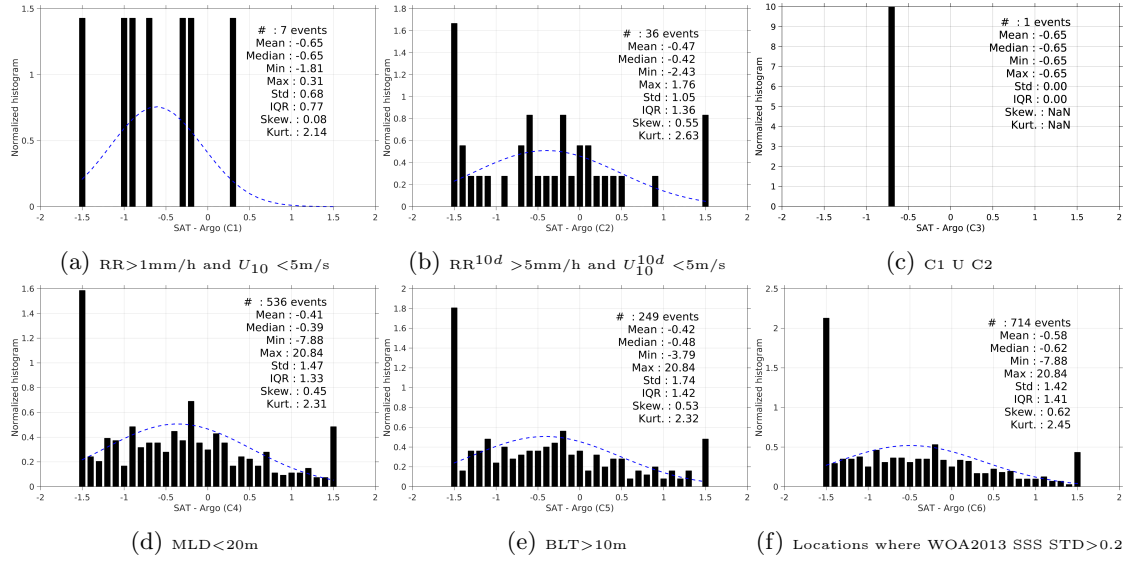 Normalized histogram
1.5
1
0.5
0
-2
-1.5
-1
-0.5
0
0.5
1
1.5
2
SAT - Argo (C1)
# : 7 events
Mean : -0.65
Median : -0.65
Min : -1.81
Max : 0.31
Std : 0.68
IQR : 0.77
Skew. : 0.08
Kurt. : 2.14
(a) RR>1mm/h and U10 <5m/s
Normalized histogram
1.8
1.6
1.4
1.2
1
0.8
0.6
0.4
0.2
0
-2
-1.5
-1
-0.5
0
0.5
1
1.5
2
SAT - Argo (C2)
# : 36 events
Mean : -0.47
Median : -0.42
Min : -2.43
Max : 1.76
Std : 1.05
IQR : 1.36
Skew. : 0.55
Kurt. : 2.63
(b) RR^10d >5mm/h and U10^10d <5m/s
Normalized histogram
10
9
8
7
6
5
4
3
2
1
0
-2
-1.5
-1
-0.5
0
0.5
1
1.5
2
SAT - Argo (C3)
# : 1 events
Mean : -0.65
Median : -0.65
Min : -0.65
Max : -0.65
Std : 0.00
IQR : 0.00
Skew. : NaN
Kurt. : NaN
(c) C1 U C2
Normalized histogram
1.6
1.4
1.2
1
0.8
0.6
0.4
0.2
0
-2
-1.5
-1
-0.5
0
0.5
1
1.5
2
SAT - Argo (C4)
# : 536 events
Mean : -0.41
Median : -0.39
Min : -7.88
Max : 20.84
Std : 1.47
IQR : 1.33
Skew. : 0.45
Kurt. : 2.31
(d) MLD<20m
Normalized histogram
2
1.8
1.6
1.4
1.2
1
0.8
0.6
0.4
0.2
0
-2
-1.5
-1
-0.5
0
0.5
1
1.5
2
SAT - Argo (C5)
# : 249 events
Mean : -0.42
Median : -0.48
Min : -3.79
Max : 20.84
Std : 1.74
IQR : 1.42
Skew. : 0.53
Kurt. : 2.32
(e) BLT>10m
Normalized histogram
2.5
2
1.5
1
0.5
0
-2
-1.5
-1
-0.5
0
0.5
1
1.5
2
SAT - Argo (C6)
# : 714 events
Mean : -0.58
Median : -0.62
Min : -7.88
Max : 20.84
Std : 1.42
IQR : 1.41
Skew. : 0.62
Kurt. : 2.45
(f) Locations where WOA2013 SSS STD>0.2